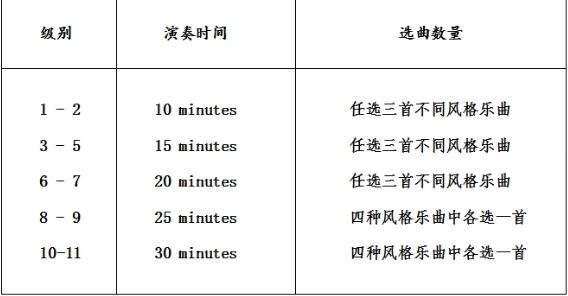 级别 演奏时间 选曲数量
1 - 2 10 minutes 任选三首不同风格乐曲
3 - 5 15 minutes 任选三首不同风格乐曲
6 - 7 20 minutes 任选三首不同风格乐曲
8 - 9 25 minutes 四种风格乐曲中各选一首
10-11 30 minutes 四种风格乐曲中各选一首